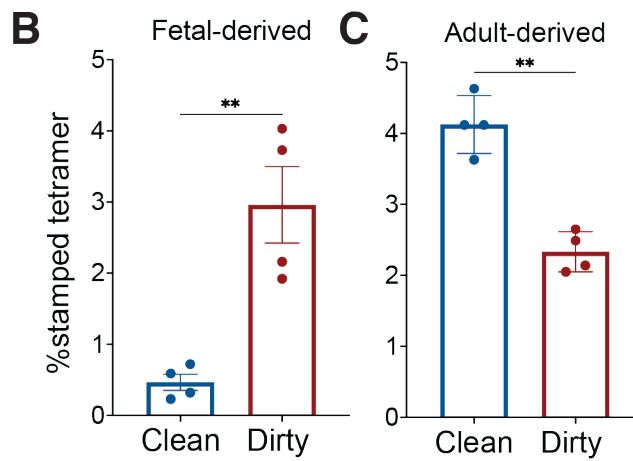 B
Fetal-derived
%stamped tetramer
5
4
3
2
1
0
**
Clean Dirty
C
Adult-derived
5
4
3
2
1
0
**
Clean Dirty